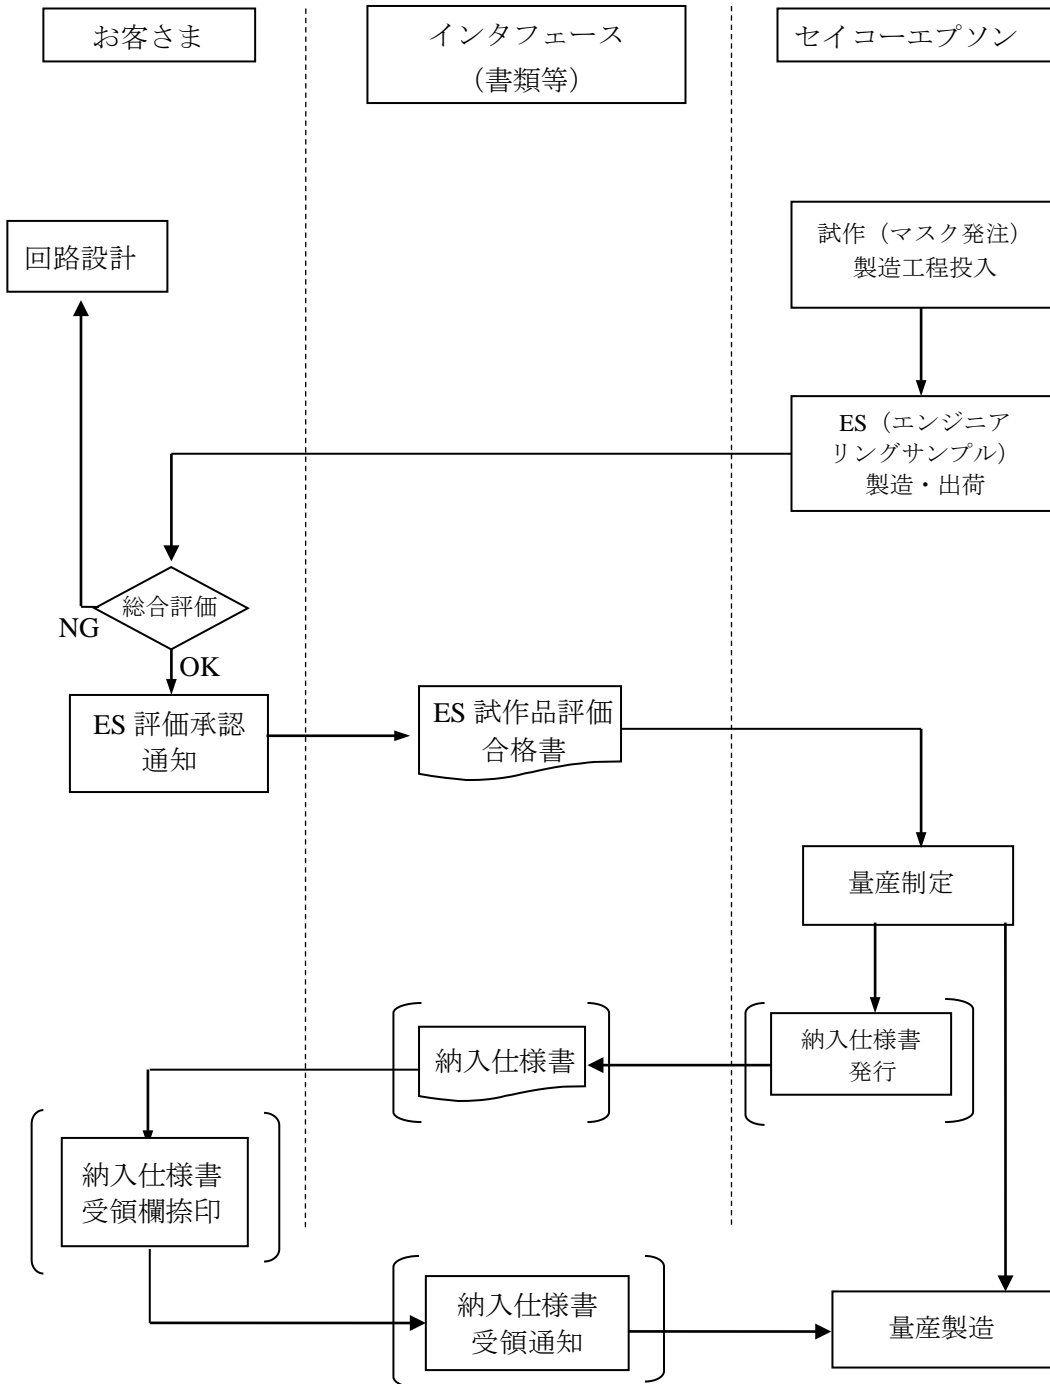 お客さま
インタフェース
（書類等）
セイコーエプソン
回路設計
試作（マスク発注）
製造工程投入
ES（エンジニア
リングサンプル）
製造・出荷
総合評価
NG
OK
ES 評価承認
通知
ES 試作品評価
合格書
量産制定
納入仕様書
発行
納入仕様書
納入仕様書
受領欄捺印
納入仕様書
受領通知
量産製造